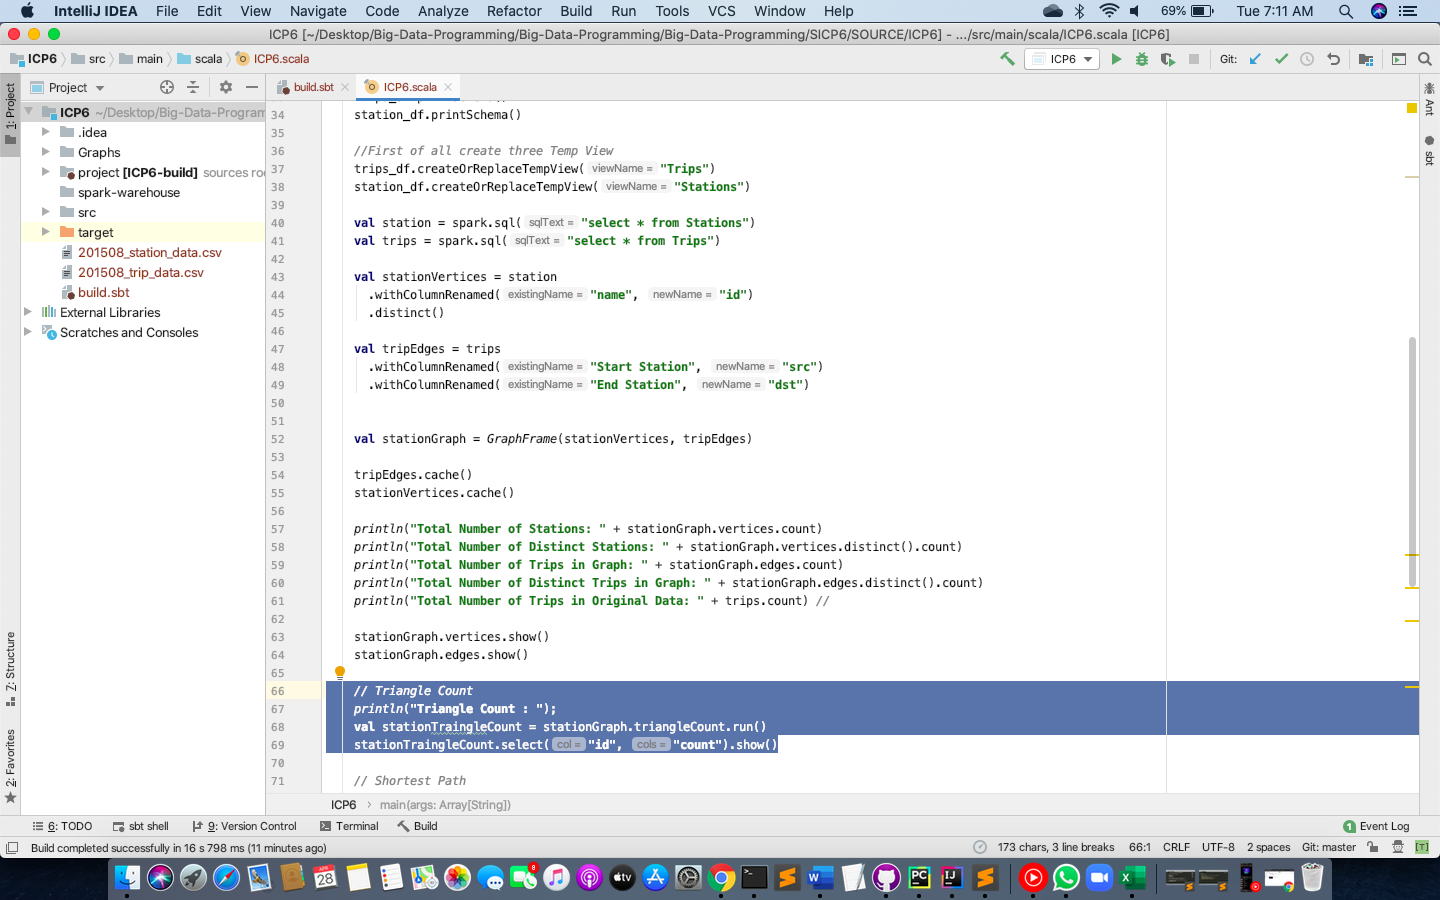 IntelliJ IDEA File Edit View Navigate Code Analyze Refactor Build Run Tools VCS Window Help 69% Tue 7:11 AM
ICP6 [~/Desktop/Big-Data-Programming/Big-Data-Programming/Big-Data-Programming/SICP6/SOURCE/ICP6] - .../src/main/scala/ICP6.scala [ICP6]
ICP6 src main scala ICP6.scala ICP6 Git:
Project build.sbt ICP6.scala
1: Project
ICP6 ~/Desktop/Big-Data-Program
.idea
Graphs
project [ICP6-build] sources roo
spark-warehouse
src
target
201508_station_data.csv
201508_trip_data.csv
build.sbt
External Libraries
Scratches and Consoles
7: Structure
2: Favorites
Ant
sbt
34 station_df.printSchema()
35
36 //First of all create three Temp View
37 trips_df.createOrReplaceTempView( viewName = "Trips")
38 station_df.createOrReplaceTempView( viewName = "Stations")
39
40 val station = spark.sql( sqlText = "select * from Stations")
41 val trips = spark.sql( sqlText = "select * from Trips")
42
43 val stationVertices = station
44 .withColumnRenamed( existingName = "name", newName = "id")
45 .distinct()
46
47 val tripEdges = trips
48 .withColumnRenamed( existingName = "Start Station", newName = "src")
49 .withColumnRenamed( existingName = "End Station", newName = "dst")
50
51
52 val stationGraph = GraphFrame(stationVertices, tripEdges)
53
54 tripEdges.cache()
55 stationVertices.cache()
56
57 println("Total Number of Stations: " + stationGraph.vertices.count)
58 println("Total Number of Distinct Stations: " + stationGraph.vertices.distinct().count)
59 println("Total Number of Trips in Graph: " + stationGraph.edges.count)
60 println("Total Number of Distinct Trips in Graph: " + stationGraph.edges.distinct().count)
61 println("Total Number of Trips in Original Data: " + trips.count) //
62
63 stationGraph.vertices.show()
64 stationGraph.edges.show()
65
66 // Triangle Count
67 println("Triangle Count : ");
68 val stationTraingleCount = stationGraph.triangleCount.run()
69 stationTraingleCount.select( col = "id", cols = "count").show()
70
71 // Shortest Path
ICP6 › main(args: Array[String])
6: TODO sbt shell 9: Version Control Terminal Build 1 Event Log
Build completed successfully in 16 s 798 ms (11 minutes ago) 173 chars, 3 line breaks 66:1 CRLF UTF-8 2 spaces Git: master [T]
APR 28 8 tv W PC IJ X